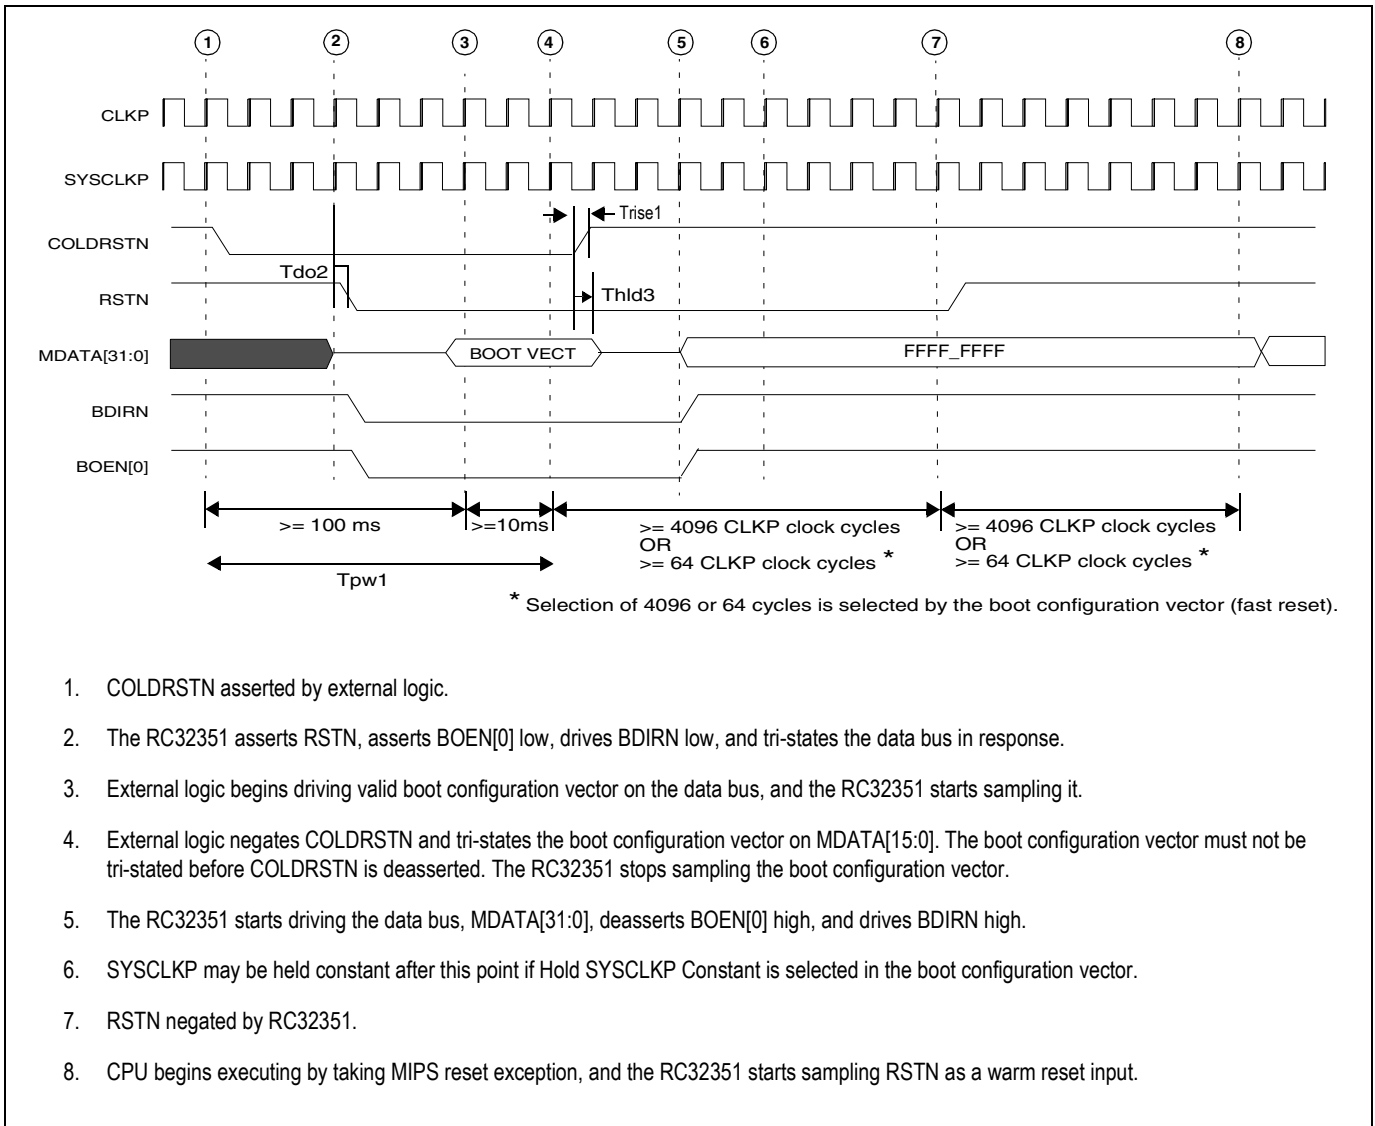 1 2 3 4 5 6 7 8
CLKP
SYSCLKP
Trise1
COLDRSTN
Tdo2
RSTN
Thld3
MDATA[31:0]
BOOT VECT
FFFF_FFFF
BDIRN
BOEN[0]
>= 100 ms
>=10ms
>= 4096 CLKP clock cycles
OR
>= 64 CLKP clock cycles *
>= 4096 CLKP clock cycles
OR
>= 64 CLKP clock cycles *
Tpw1
* Selection of 4096 or 64 cycles is selected by the boot configuration vector (fast reset).
1. COLDRSTN asserted by external logic.
2. The RC32351 asserts RSTN, asserts BOEN[0] low, drives BDIRN low, and tri-states the data bus in response.
3. External logic begins driving valid boot configuration vector on the data bus, and the RC32351 starts sampling it.
4. External logic negates COLDRSTN and tri-states the boot configuration vector on MDATA[15:0]. The boot configuration vector must not be
tri-stated before COLDRSTN is deasserted. The RC32351 stops sampling the boot configuration vector.
5. The RC32351 starts driving the data bus, MDATA[31:0], deasserts BOEN[0] high, and drives BDIRN high.
6. SYSCLKP may be held constant after this point if Hold SYSCLKP Constant is selected in the boot configuration vector.
7. RSTN negated by RC32351.
8. CPU begins executing by taking MIPS reset exception, and the RC32351 starts sampling RSTN as a warm reset input.